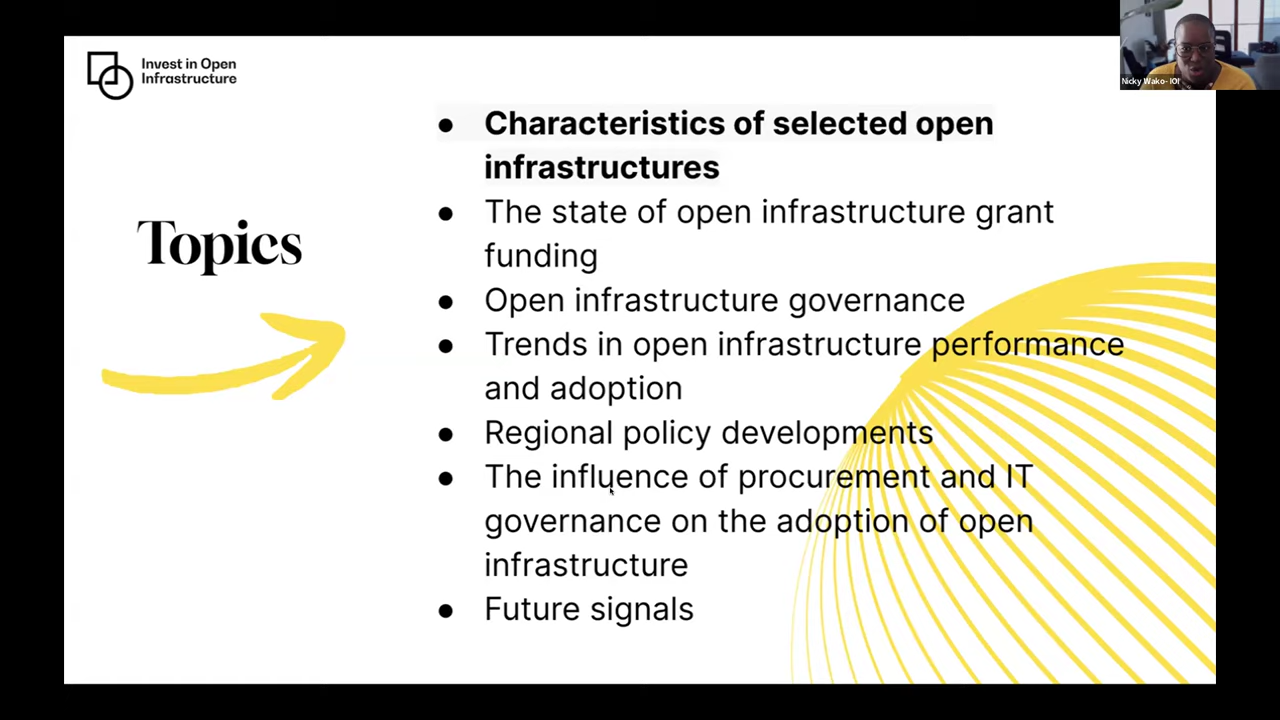 Invest in Open
Infrastructure
Nicky Wako- IOI
Topics
● Characteristics of selected open
infrastructures
● The state of open infrastructure grant
funding
● Open infrastructure governance
● Trends in open infrastructure performance
and adoption
● Regional policy developments
● The influence of procurement and IT
governance on the adoption of open
infrastructure
● Future signals